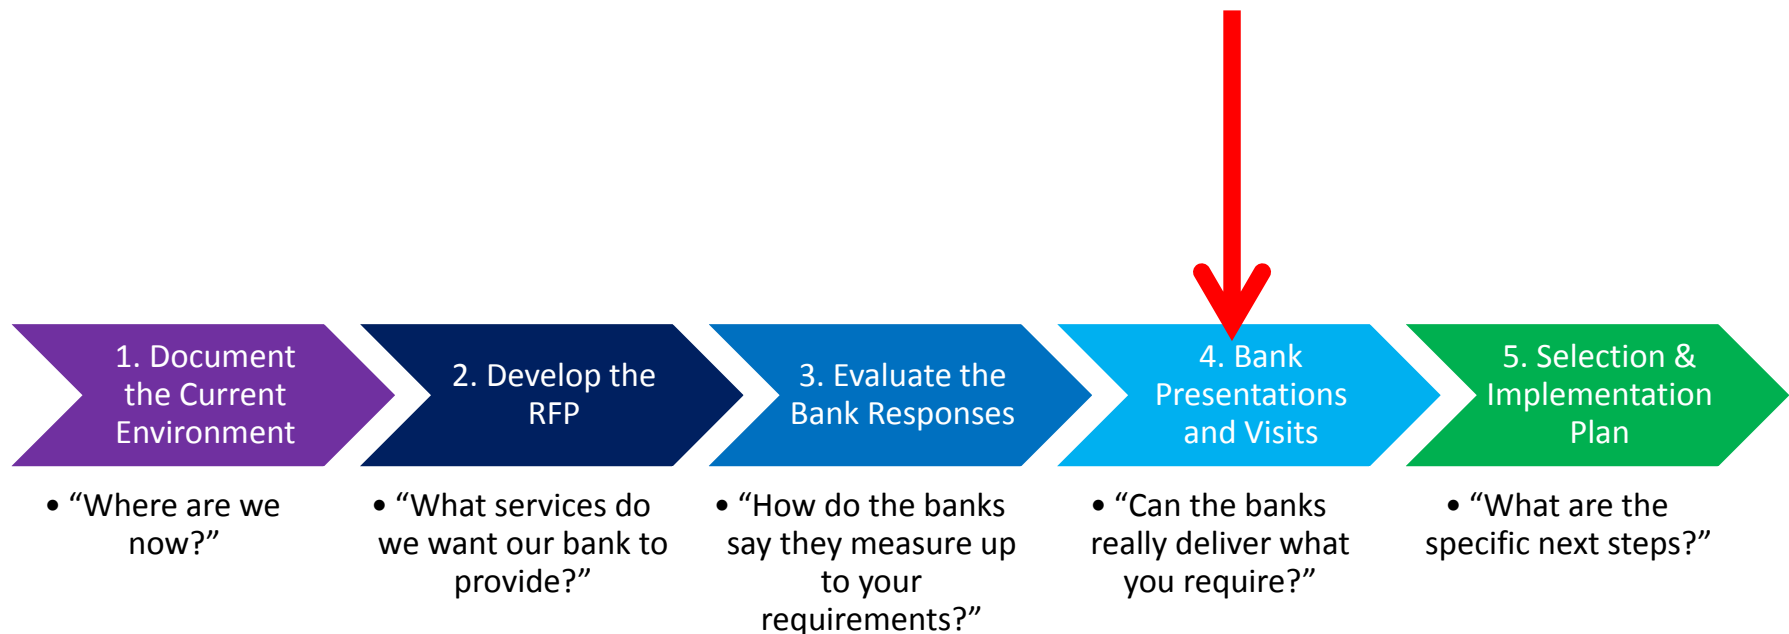 1. Document
the Current
Environment
2. Develop the
RFP
3. Evaluate the
Bank Responses
4. Bank
Presentations
and Visits
5. Selection &
Implementation
Plan
• “Where are we
now?”
• “What services do
we want our bank to
provide?”
• “How do the banks
say they measure up
to your
requirements?”
• “Can the banks
really deliver what
you require?”
• “What are the
specific next steps?”